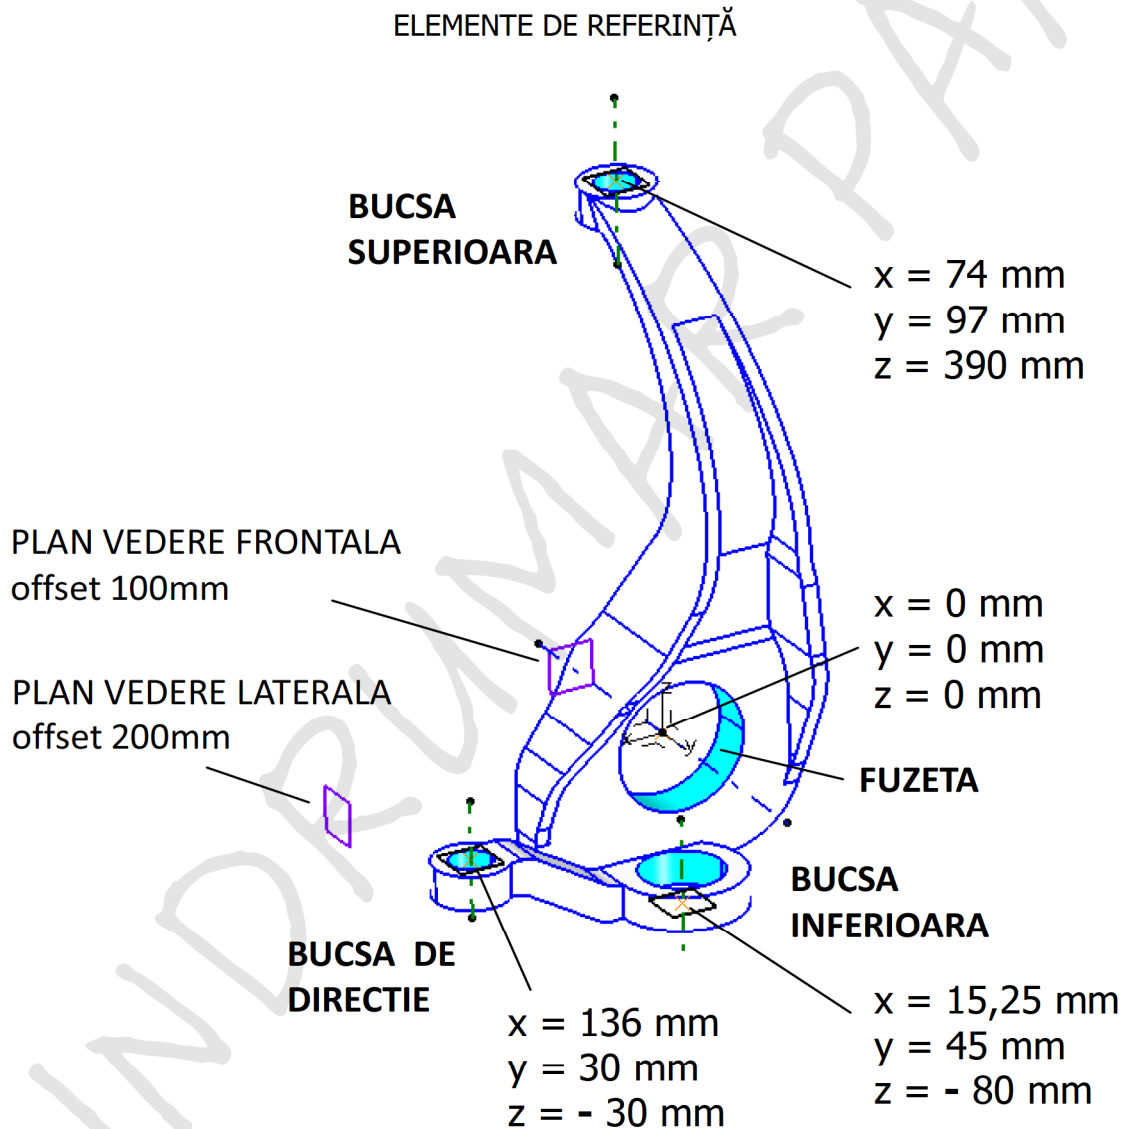 ELEMENTE DE REFERINȚĂ
BUCSA
SUPERIOARA
x = 74 mm
y = 97 mm
z = 390 mm
PLAN VEDERE FRONTALA
offset 100mm
x = 0 mm
y = 0 mm
z = 0 mm
PLAN VEDERE LATERALA
offset 200mm
z
x
y
FUZETA
BUCSA
INFERIOARA
BUCSA DE
DIRECTIE
x = 15,25 mm
y = 45 mm
z = - 80 mm
x = 136 mm
y = 30 mm
z = - 30 mm